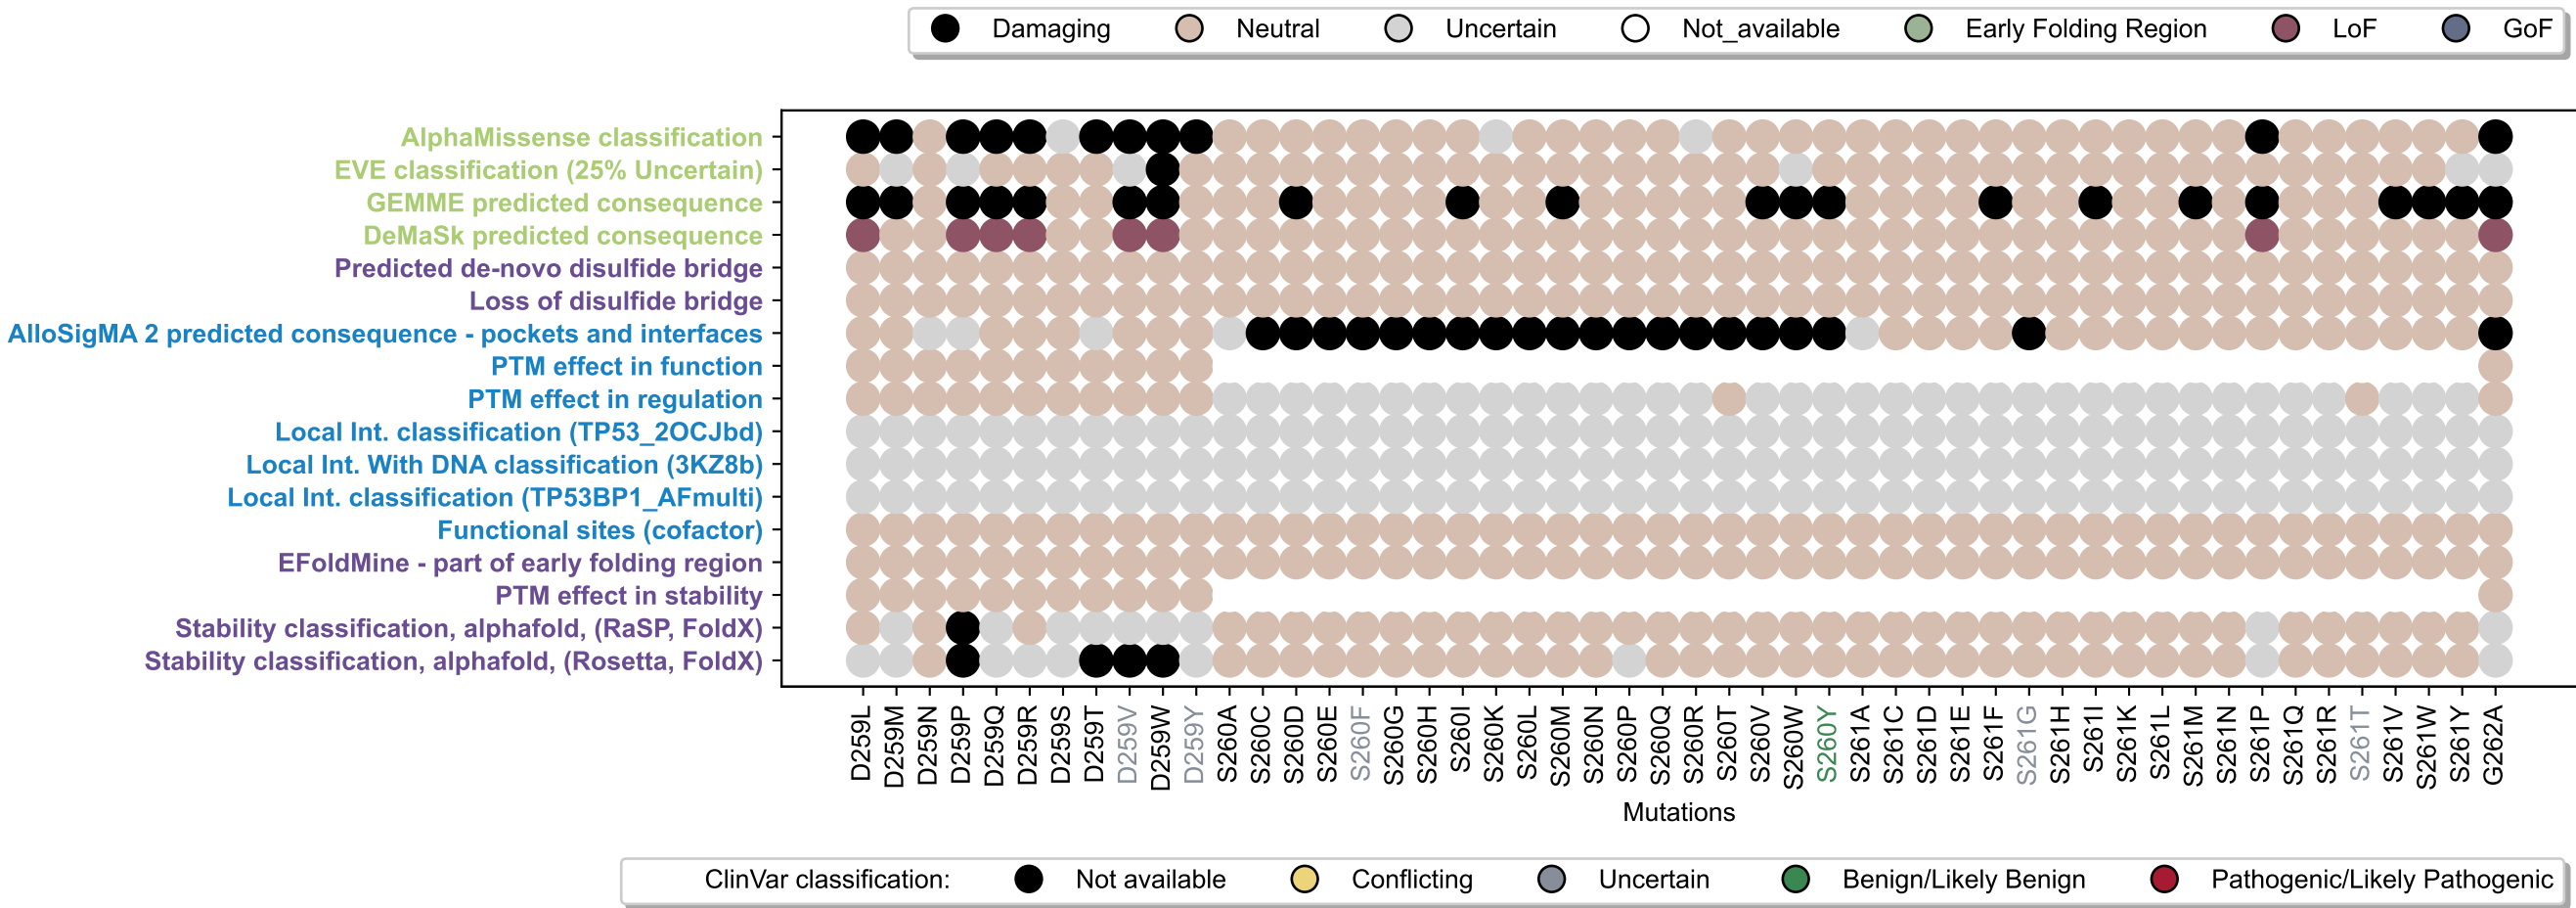 Damaging Neutral Uncertain Not_available Early Folding Region LoF GoF
AlphaMissense classification
EVE classification (25% Uncertain)
GEMME predicted consequence
DeMaSk predicted consequence
Predicted de-novo disulfide bridge
Loss of disulfide bridge
AlloSigMA 2 predicted consequence - pockets and interfaces
PTM effect in function
PTM effect in regulation
Local Int. classification (TP53_2OCJbd)
Local Int. With DNA classification (3KZ8b)
Local Int. classification (TP53BP1_AFmulti)
Functional sites (cofactor)
EFoldMine - part of early folding region
PTM effect in stability
Stability classification, alphafold, (RaSP, FoldX)
Stability classification, alphafold, (Rosetta, FoldX)
D259L
D259M
D259N
D259P
D259Q
D259R
D259S
D259T
D259V
D259W
D259Y
S260A
S260C
S260D
S260E
S260F
S260G
S260H
S260I
S260K
S260L
S260M
S260N
S260P
S260Q
S260R
S260T
S260V
S260W
S260Y
S261A
S261C
S261D
S261E
S261F
S261G
S261H
S261I
S261K
S261L
S261M
S261N
S261P
S261Q
S261R
S261T
S261V
S261W
S261Y
G262A
Mutations
ClinVar classification: Not available Conflicting Uncertain Benign/Likely Benign Pathogenic/Likely Pathogenic